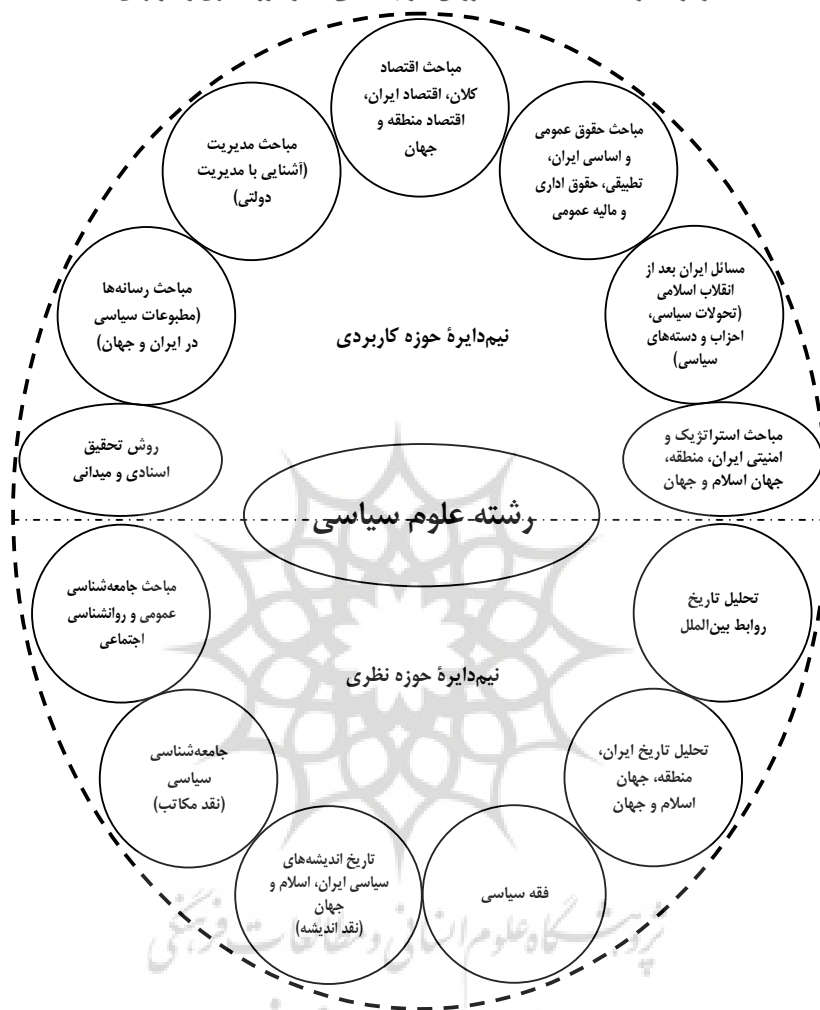 مباحث اقتصاد
کلان، اقتصاد ایران،
اقتصاد منطقه و
جهان
مباحث حقوق عمومی
و اساسی ایران،
تطبیقی، حقوق اداری
و مالیه عمومی
مباحث مدیریت
(آشنایی با مدیریت
دولتی)
مسائل ایران بعد از
انقلاب اسلامی
(تحولات سیاسی،
احزاب و دسته‌های
سیاسی)
مباحث رسانه‌ها
(مطبوعات سیاسی
در ایران و جهان)
نیم‌دایرهٔ حوزه کاربردی
مباحث استراتژیک و
امنیتی ایران، منطقه،
جهان اسلام و جهان
روش تحقیق
اسنادی و میدانی
رشته علوم سیاسی
تحلیل تاریخ
روابط بین‌الملل
مباحث جامعه‌شناسی
عمومی و روانشناسی
اجتماعی
نیم‌دایرهٔ حوزه نظری
تحلیل تاریخ ایران،
منطقه، جهان
اسلام و جهان
جامعه‌شناسی
سیاسی
(نقد مکاتب)
فقه سیاسی
تاریخ اندیشه‌های
سیاسی ایران، اسلام و
جهان
(نقد اندیشه)
پژوهشگاه علوم انسانی و مطالعات فرهنگی